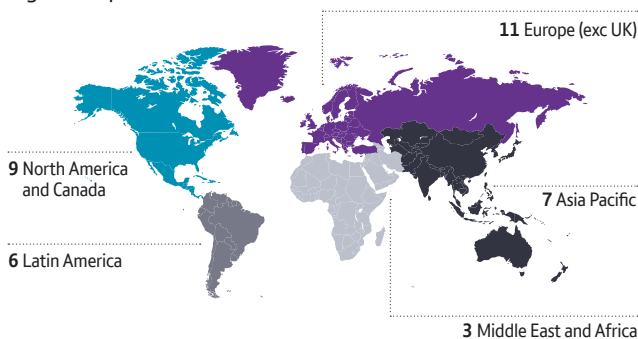 11 Europe (exc UK)
9 North America
and Canada
7 Asia Pacific
6 Latin America
3 Middle East and Africa